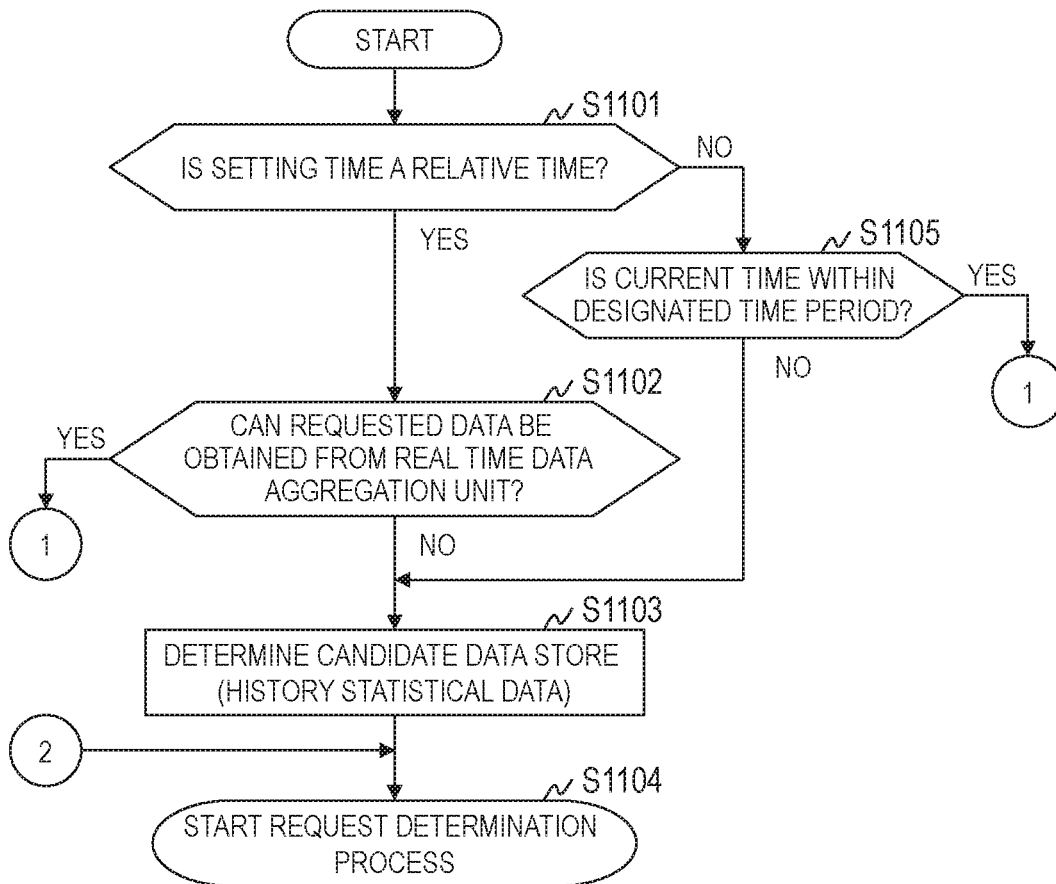 START
S1101
IS SETTING TIME A RELATIVE TIME?
NO
YES
S1105
IS CURRENT TIME WITHIN
DESIGNATED TIME PERIOD?
YES
NO
1
S1102
CAN REQUESTED DATA BE
OBTAINED FROM REAL TIME DATA
AGGREGATION UNIT?
YES
1
NO
S1103
DETERMINE CANDIDATE DATA STORE
(HISTORY STATISTICAL DATA)
2
S1104
START REQUEST DETERMINATION
PROCESS